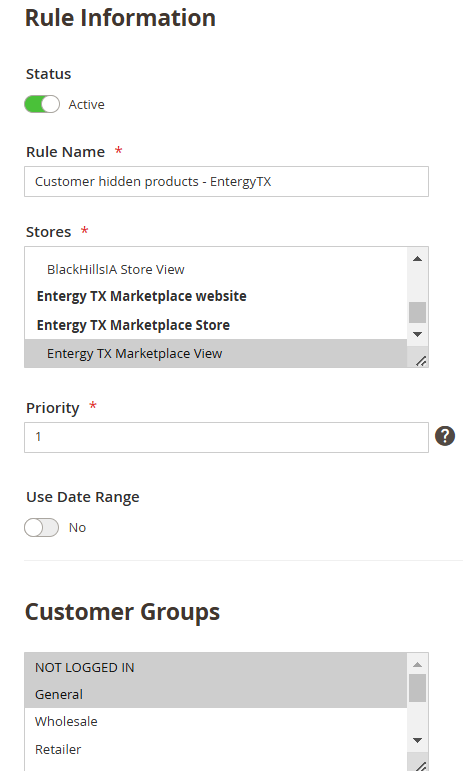 Rule Information
Status
Active
Rule Name *
Customer hidden products - EntergyTX
Stores *
BlackHillsIA Store View
Entergy TX Marketplace website
Entergy TX Marketplace Store
Entergy TX Marketplace View
Priority *
1 ?
Use Date Range
No
Customer Groups
NOT LOGGED IN
General
Wholesale
Retailer